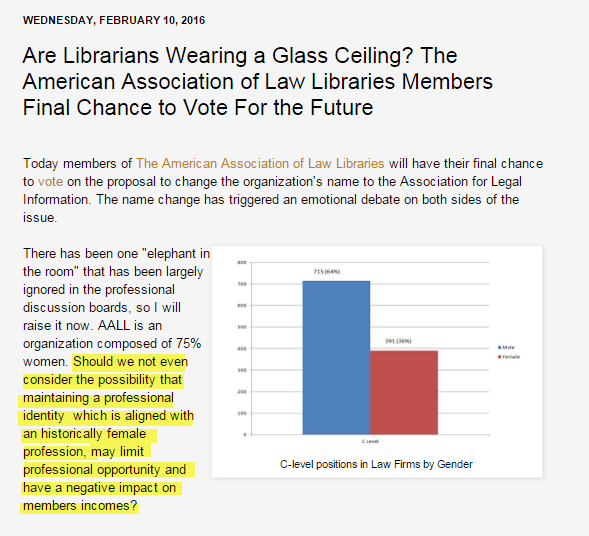 WEDNESDAY, FEBRUARY 10, 2016
Are Librarians Wearing a Glass Ceiling? The
American Association of Law Libraries Members
Final Chance to Vote For the Future
Today members of The American Association of Law Libraries will have their final chance
to vote on the proposal to change the organization's name to the Association for Legal
Information. The name change has triggered an emotional debate on both sides of the
issue.
There has been one "elephant in
the room" that has been largely
ignored in the professional
discussion boards, so I will
raise it now. AALL is an
organization composed of 75%
women. Should we not even
consider the possibility that
maintaining a professional
identity which is aligned with
an historically female
profession, may limit
professional opportunity and
have a negative impact on
members incomes?
800
700
600
500
400
300
200
100
0
715 (64%)
391 (36%)
C Level
Male
Female
C-level positions in Law Firms by Gender